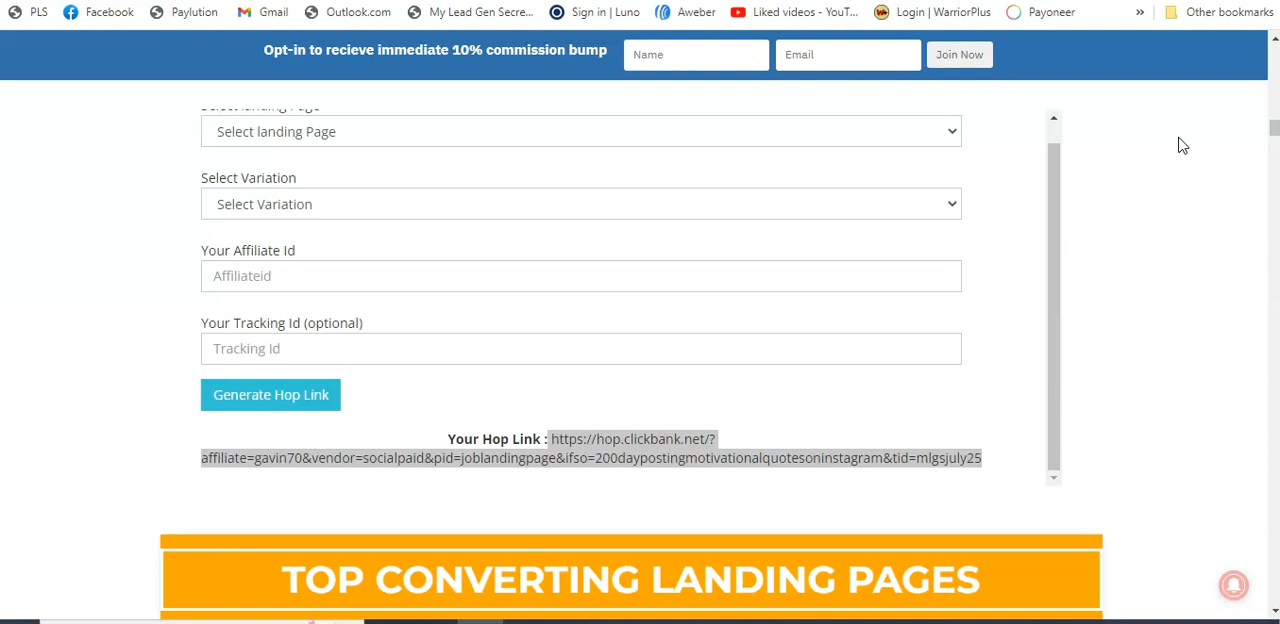 PLS Facebook Paylution Gmail Outlook.com My Lead Gen Secre... Sign in | Luno Aweber Liked videos - YouT... Login | WarriorPlus Payoneer » Other bookmarks
Opt-in to recieve immediate 10% commission bump Name Email Join Now
Select landing Page
Select landing Page
Select Variation
Select Variation
Your Affiliate Id
Affiliateid
Your Tracking Id (optional)
Tracking Id
Generate Hop Link
Your Hop Link : https://hop.clickbank.net/?
affiliate=gavin70&vendor=socialpaid&pid=joblandingpage&ifso=200daypostingmotivationalquotesoninstagram&tid=mlgsjuly25
TOP CONVERTING LANDING PAGES